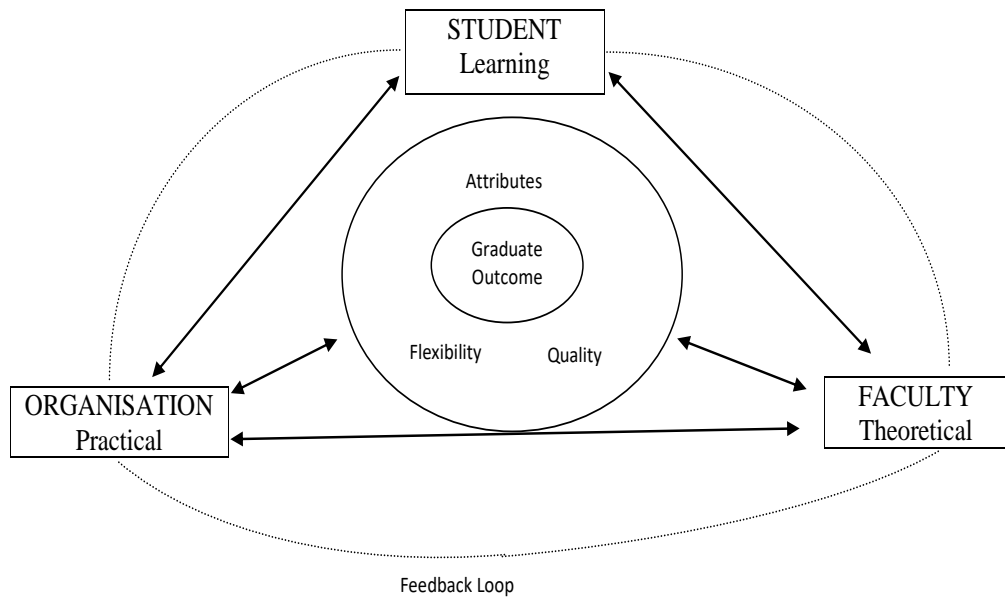 STUDENT
Learning
Attributes
Graduate
Outcome
Flexibility
Quality
ORGANISATION
Practical
FACULTY
Theoretical
Feedback Loop